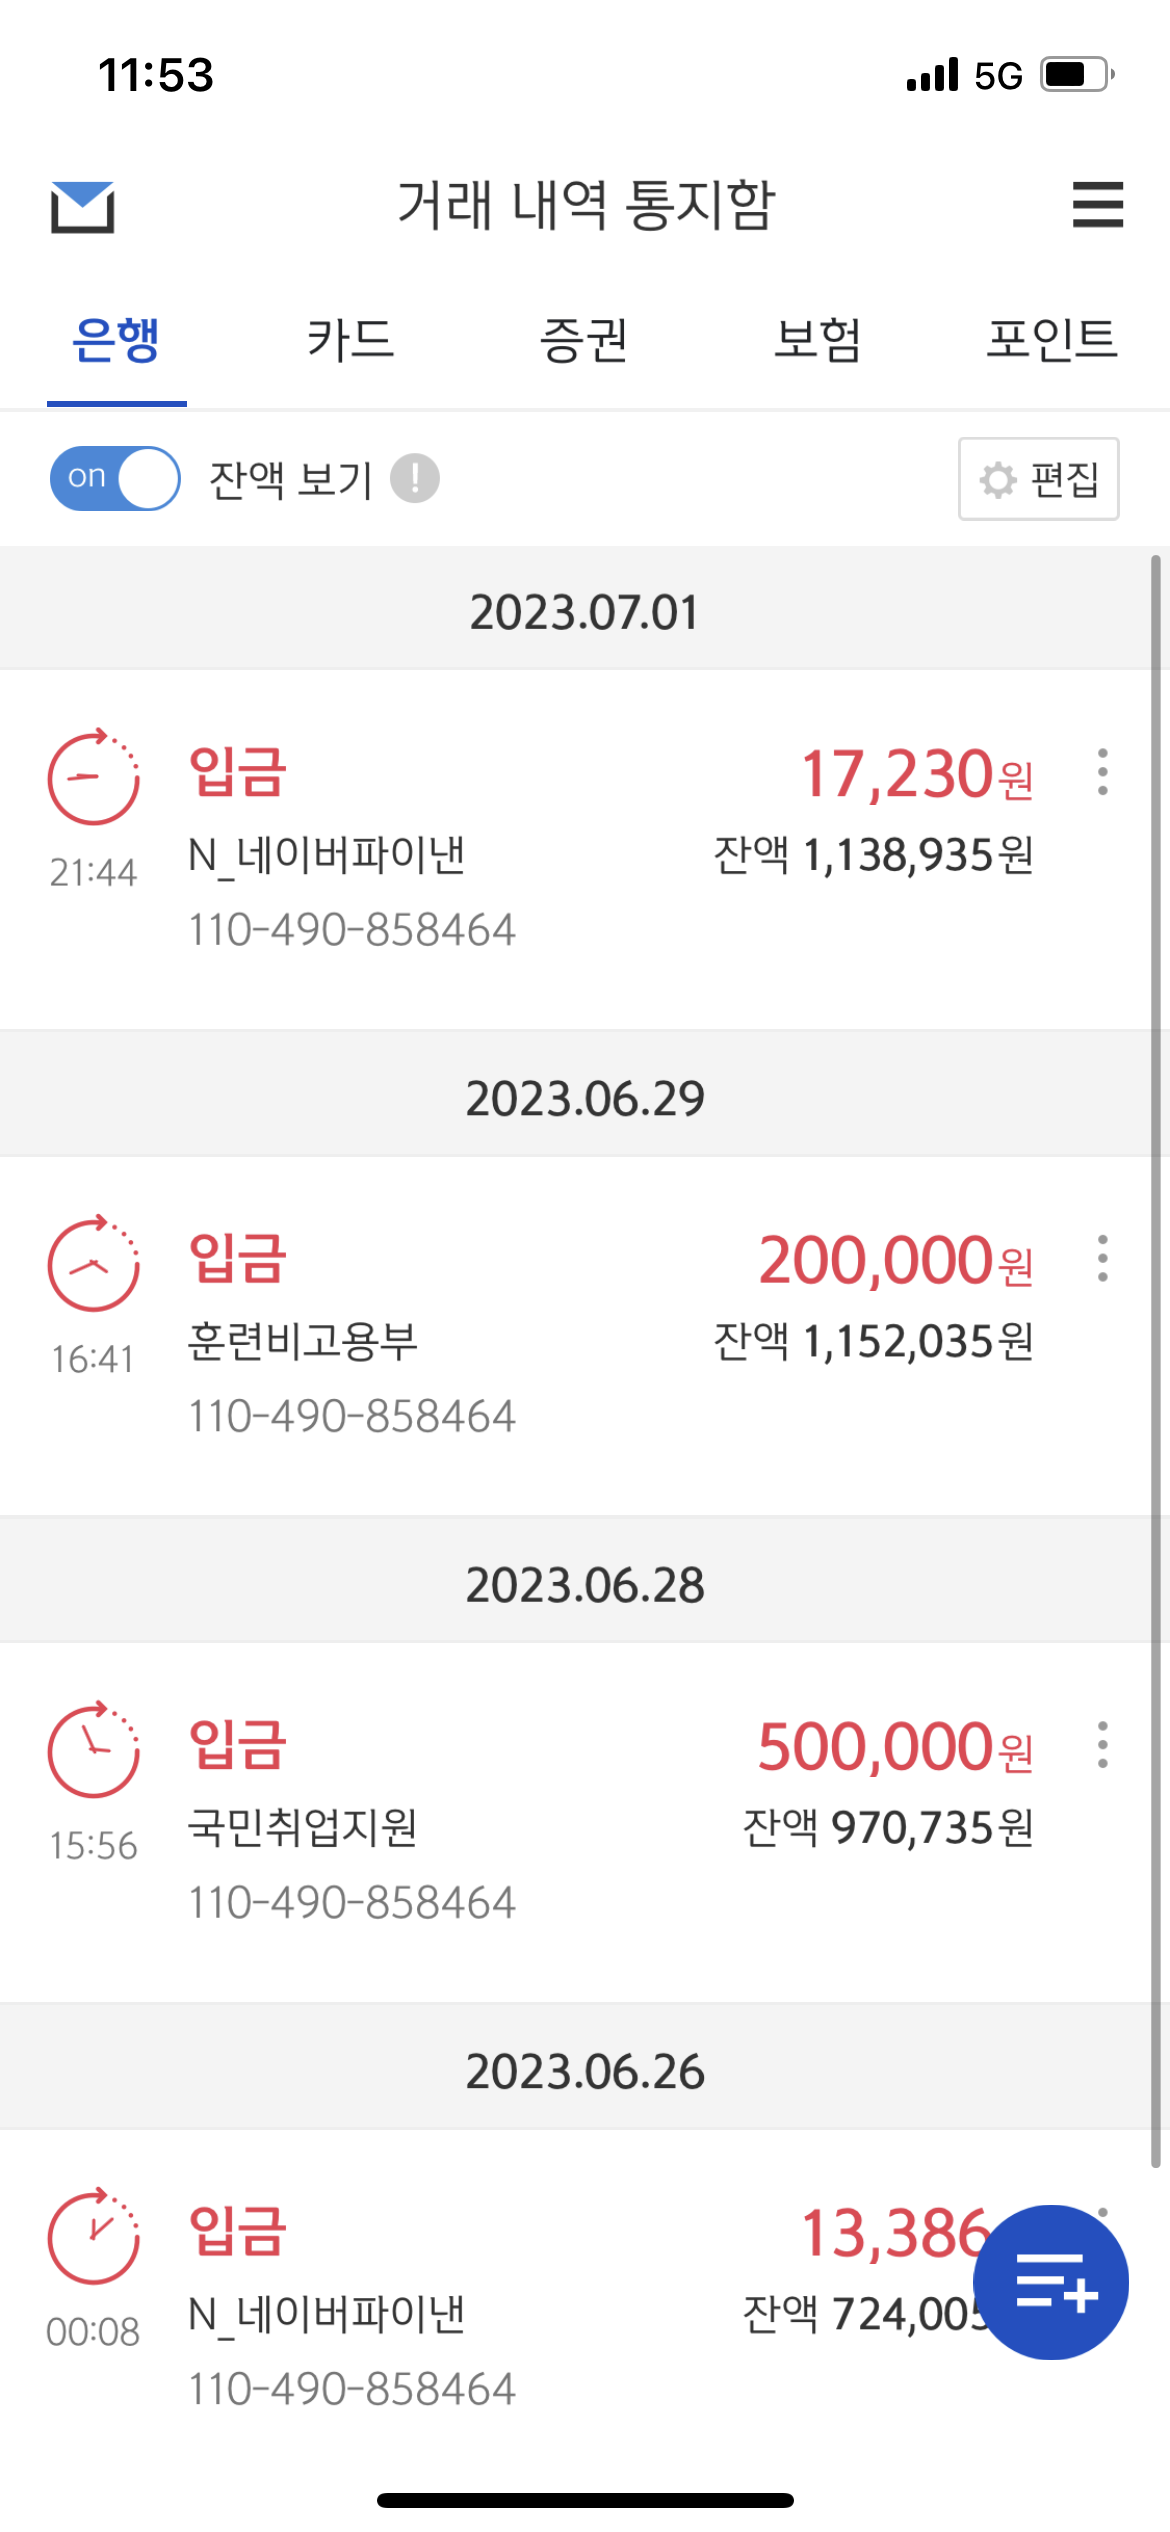 11:53 5G
거래 내역 통지함
은행 카드 증권 보험 포인트
on 잔액 보기 ! 편집
2023.07.01
입금 17,230원
21:44 N_네이버파이낸 잔액 1,138,935원
110-490-858464
2023.06.29
입금 200,000원
16:41 훈련비고용부 잔액 1,152,035원
110-490-858464
2023.06.28
입금 500,000원
15:56 국민취업지원 잔액 970,735원
110-490-858464
2023.06.26
입금 13,386
00:08 N_네이버파이낸 잔액 724,005
110-490-858464